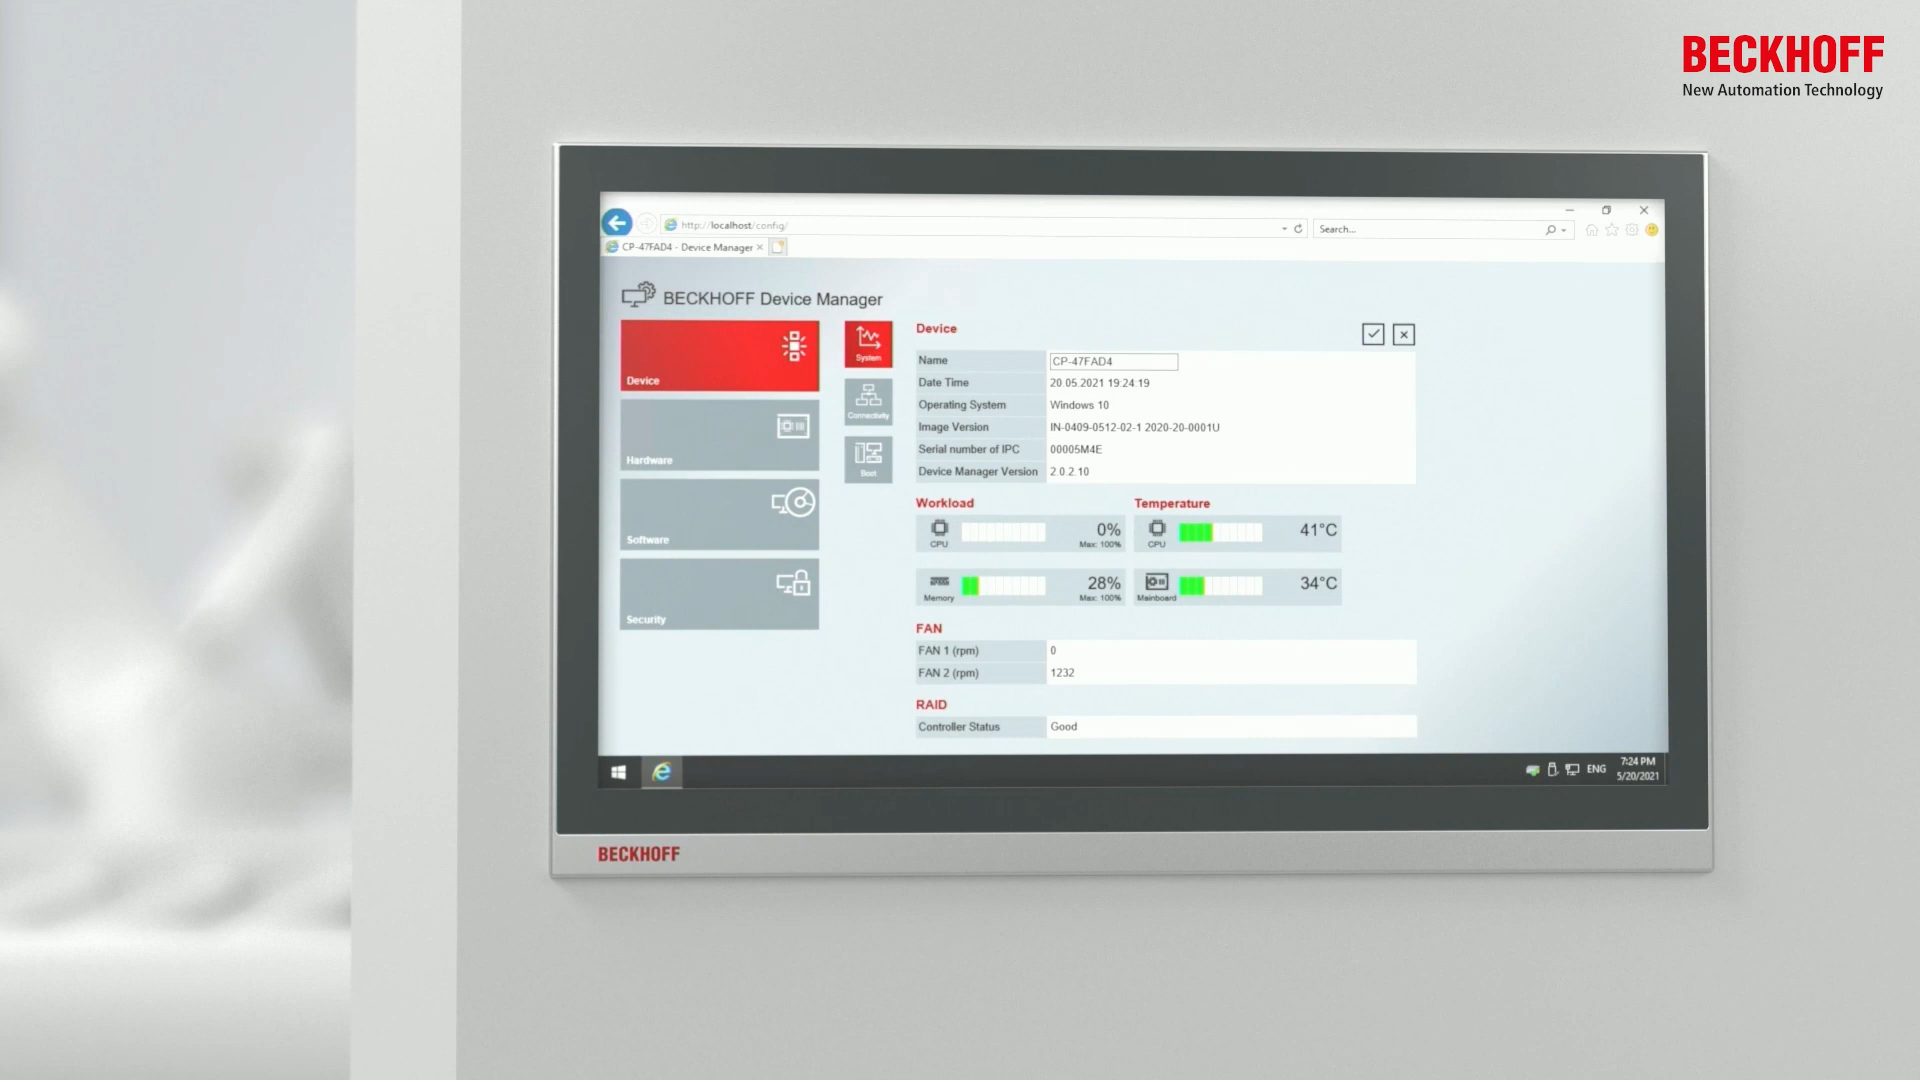 BECKHOFF
New Automation Technology
http://localhost/config/
Search...
CP-47FAD4 - Device Manager
BECKHOFF Device Manager
Device
Hardware
Software
Security
System
Connectivity
Boot
Device
Name CP-47FAD4
Date Time 20.05.2021 19:24:19
Operating System Windows 10
Image Version IN-0409-0512-02-1 2020-20-0001U
Serial number of IPC 00005M4E
Device Manager Version 2.0.2.10
Workload Temperature
CPU 0% Max: 100% CPU 41°C
Memory 28% Max: 100% Mainboard 34°C
FAN
FAN 1 (rpm) 0
FAN 2 (rpm) 1232
RAID
Controller Status Good
ENG 7:24 PM
5/20/2021
BECKHOFF